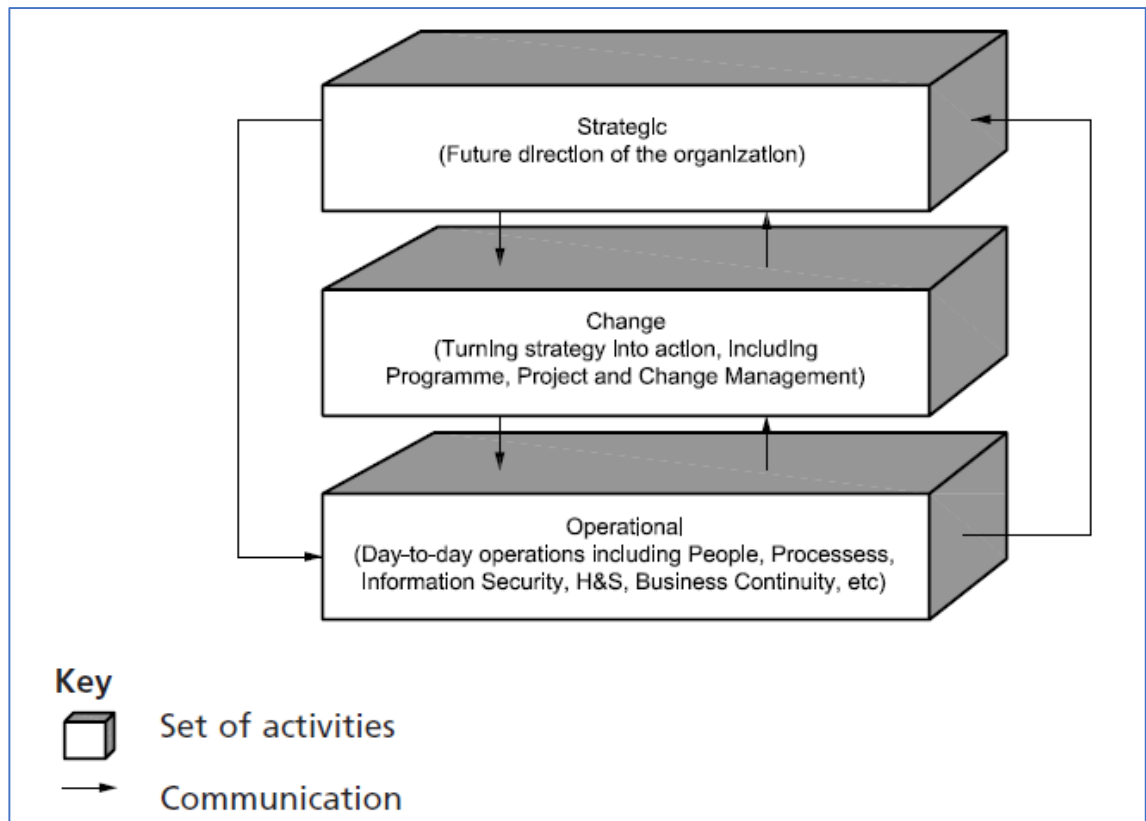 Strategic
(Future direction of the organization)
Change
(Turning strategy into action, including
Programme, Project and Change Management)
Operational
(Day-to-day operations including People, Processess,
Information Security, H&S, Business Continuity, etc)
Key
Set of activities
Communication